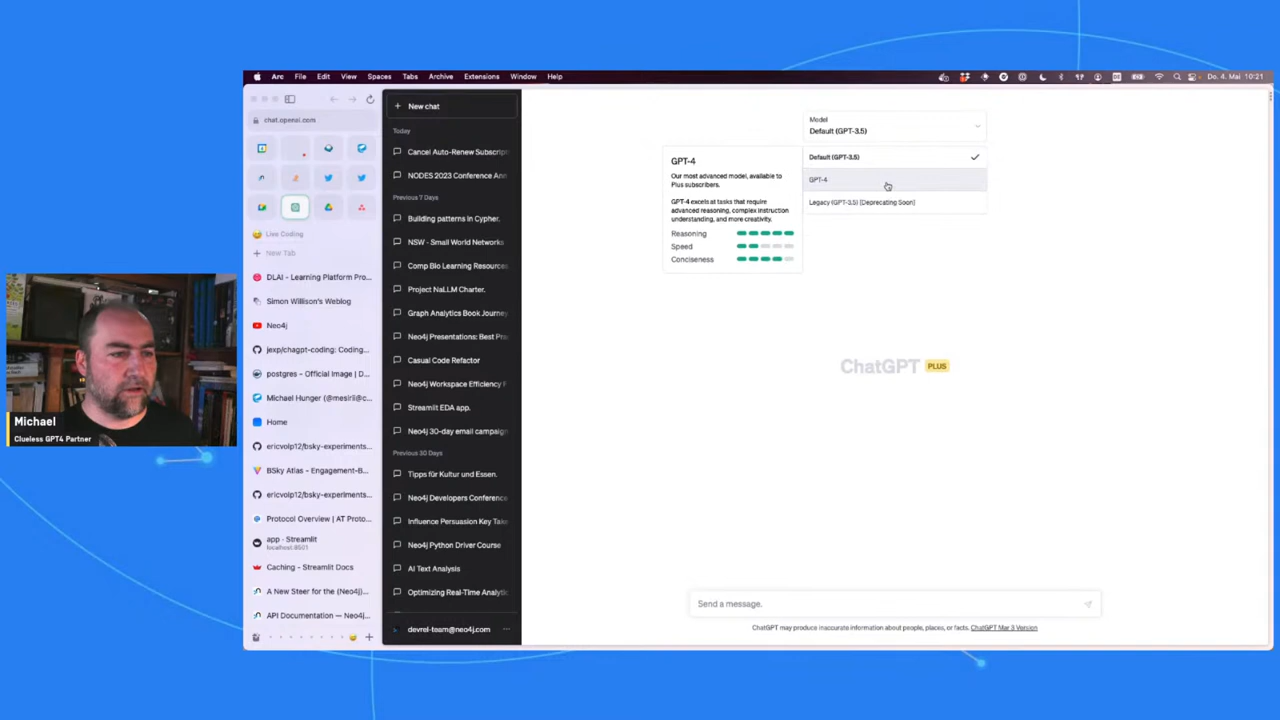 Arc File Edit View Spaces Tabs Archive Extensions Window Help
Do. 4. Mai 10:21
chat.openai.com
Live Coding
New Tab
DLAI - Learning Platform Pro...
Simon Willison's Weblog
Neo4j
jexp/chagpt-coding: Coding...
postgres – Official Image | D...
Michael Hunger (@mesirii@c...
Home
ericvolp12/bsky-experiments...
BSky Atlas – Engagement-B...
ericvolp12/bsky-experiments...
Protocol Overview | AT Proto...
app · Streamlit
localhost:8501
Caching - Streamlit Docs
A New Steer for the (Neo4j)...
API Documentation — Neo4j...
New chat
Today
Cancel Auto-Renew Subscrip
NODES 2023 Conference Ann
Previous 7 Days
Building patterns in Cypher.
NSW - Small World Networks
Comp Bio Learning Resources
Project NaLLM Charter.
Graph Analytics Book Journey
Neo4j Presentations: Best Pra
Casual Code Refactor
Neo4j Workspace Efficiency
Streamlit EDA app.
Neo4j 30-day email campaign
Previous 30 Days
Tipps für Kultur und Essen.
Neo4j Developers Conference
Influence Persuasion Key Take
Neo4j Python Driver Course
AI Text Analysis
Optimizing Real-Time Analytic
devrel-team@neo4j.com
Model
Default (GPT-3.5)
Default (GPT-3.5)
GPT-4
Legacy (GPT-3.5) [Deprecating Soon]
GPT-4
Our most advanced model, available to
Plus subscribers.
GPT-4 excels at tasks that require
advanced reasoning, complex instruction
understanding, and more creativity.
Reasoning
Speed
Conciseness
ChatGPT PLUS
Send a message.
ChatGPT may produce inaccurate information about people, places, or facts. ChatGPT Mar 3 Version
Michael
Clueless GPT4 Partner